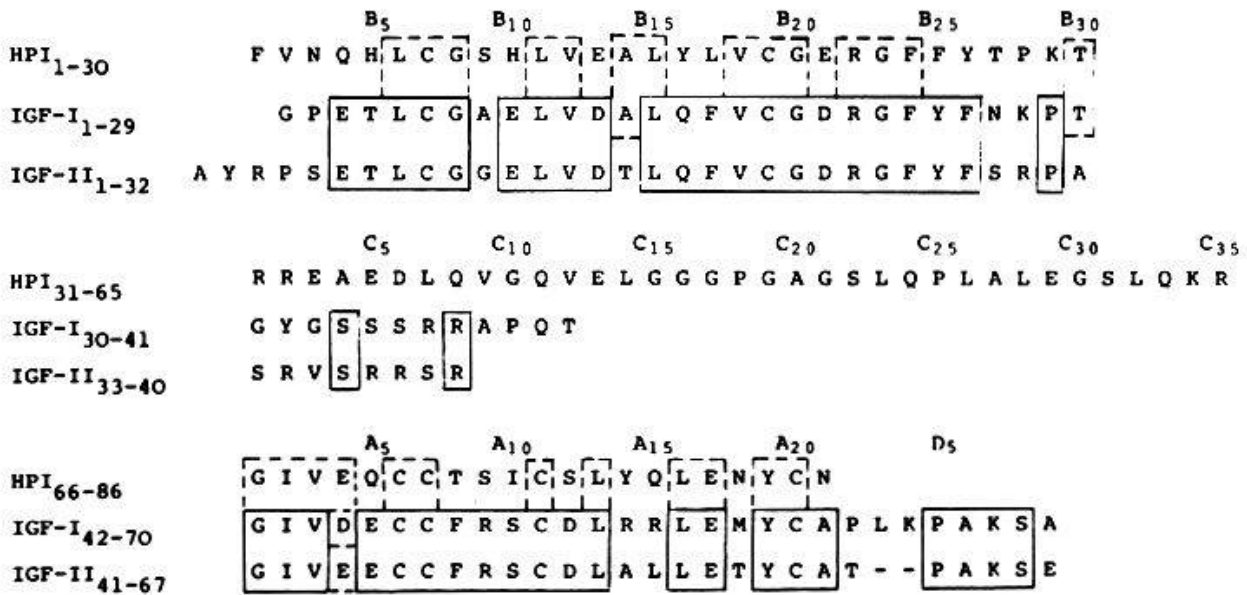 B5 B10 B15 B20 B25 B30
HPI1-30 F V N Q H L C G S H L V E A L Y L V C G E R G F F Y T P K T
IGF-I1-29 G P E T L C G A E L V D A L Q F V C G D R G F Y F N K P T
IGF-II1-32 A Y R P S E T L C G G E L V D T L Q F V C G D R G F Y F S R P A
C5 C10 C15 C20 C25 C30 C35
HPI31-65 R R E A E D L Q V G Q V E L G G G P G A G S L Q P L A L E G S L Q K R
IGF-I30-41 G Y G S S S R R A P Q T
IGF-II33-40 S R V S R R S R
A5 A10 A15 A20 D5
HPI66-86 G I V E Q C C T S I C S L Y Q L E N Y C N
IGF-I42-70 G I V D E C C F R S C D L R R L E M Y C A P L K P A K S A
IGF-II41-67 G I V E E C C F R S C D L A L L E T Y C A T - - P A K S E